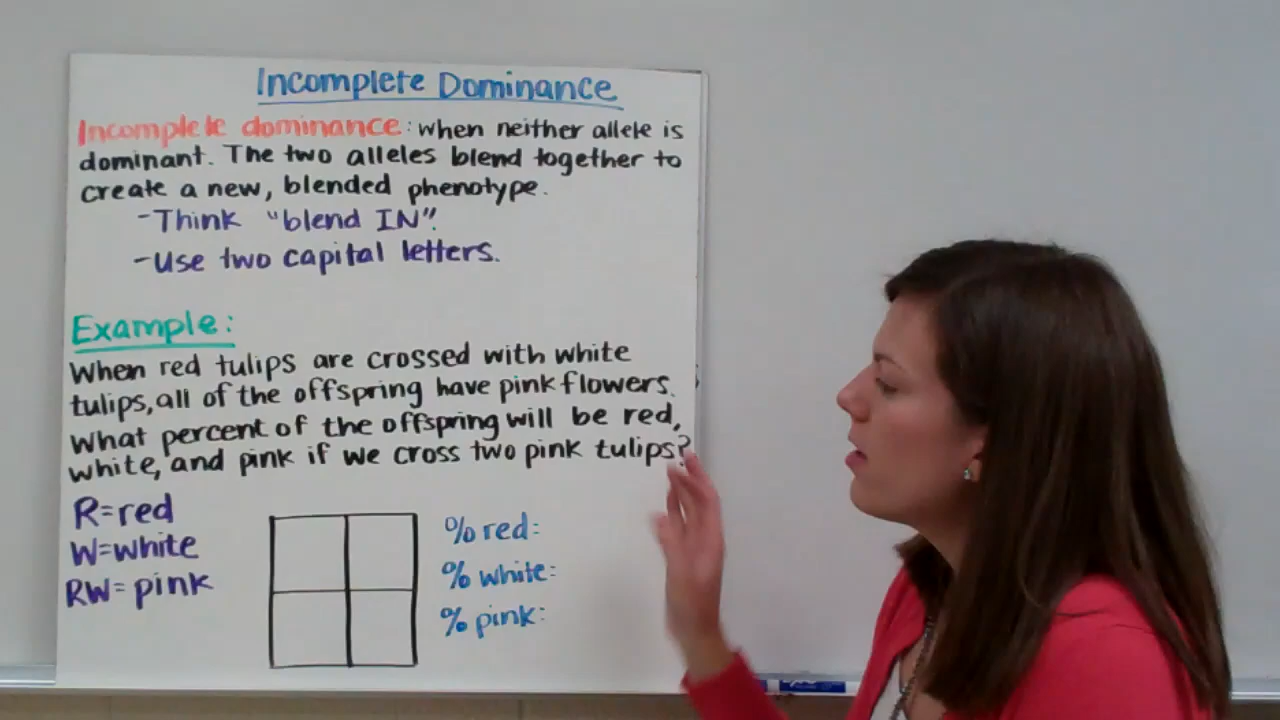 Incomplete Dominance
Incomplete dominance: when neither allele is
dominant. The two alleles blend together to
create a new, blended phenotype.
-Think "blend IN".
-Use two capital letters.
Example:
When red tulips are crossed with white
tulips, all of the offspring have pink flowers.
What percent of the offspring will be red,
white, and pink if we cross two pink tulips?
R=red
W=white
RW=pink
% red:
% white:
% pink: